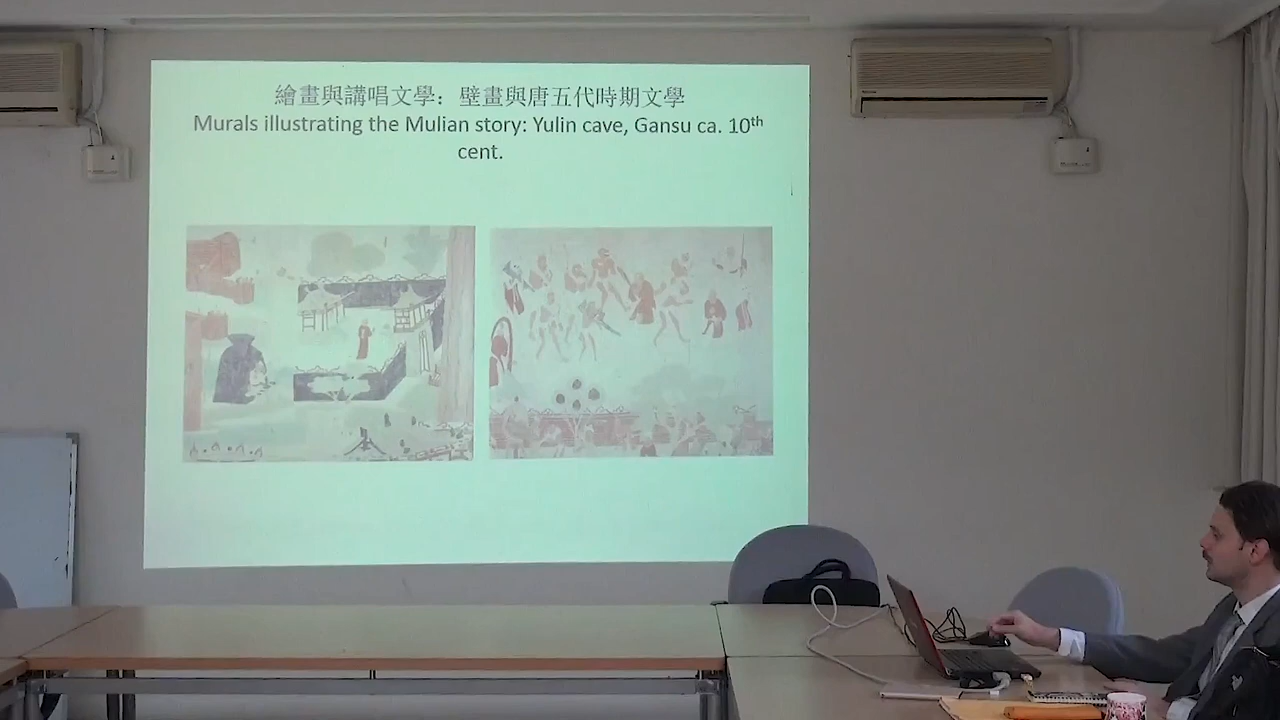 繪畫與講唱文學：壁畫與唐五代時期文學
Murals illustrating the Mulian story: Yulin cave, Gansu ca. 10th
cent.